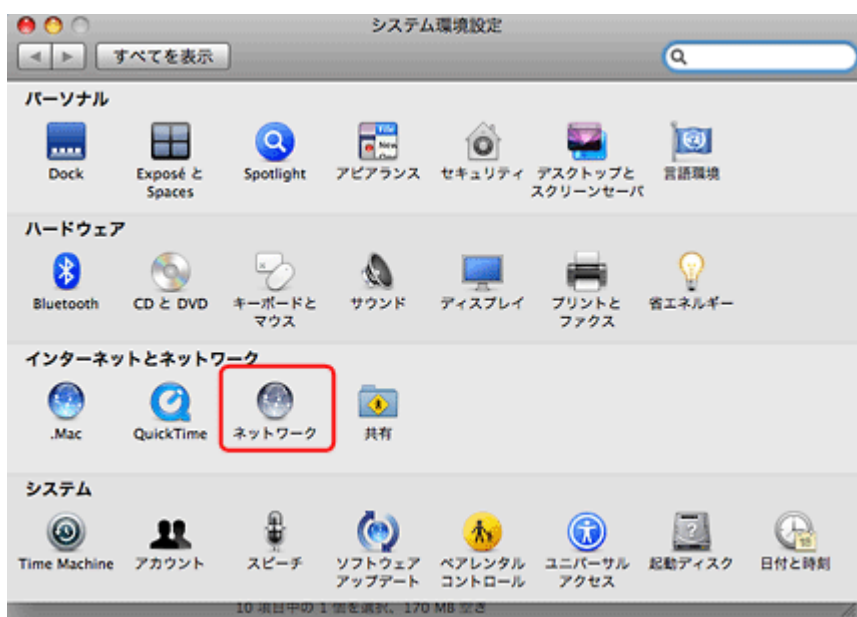 システム環境設定
すべてを表示
パーソナル
Dock
Exposé と
Spaces
Spotlight
アピアランス
セキュリティ
デスクトップと
スクリーンセーバ
言語環境
ハードウェア
Bluetooth
CD と DVD
キーボードと
マウス
サウンド
ディスプレイ
プリントと
ファクス
省エネルギー
インターネットとネットワーク
.Mac
QuickTime
ネットワーク
共有
システム
Time Machine
アカウント
スピーチ
ソフトウェア
アップデート
ペアレンタル
コントロール
ユニバーサル
アクセス
起動ディスク
日付と時刻
10 項目中の 1 個を選択、170 MB 空き